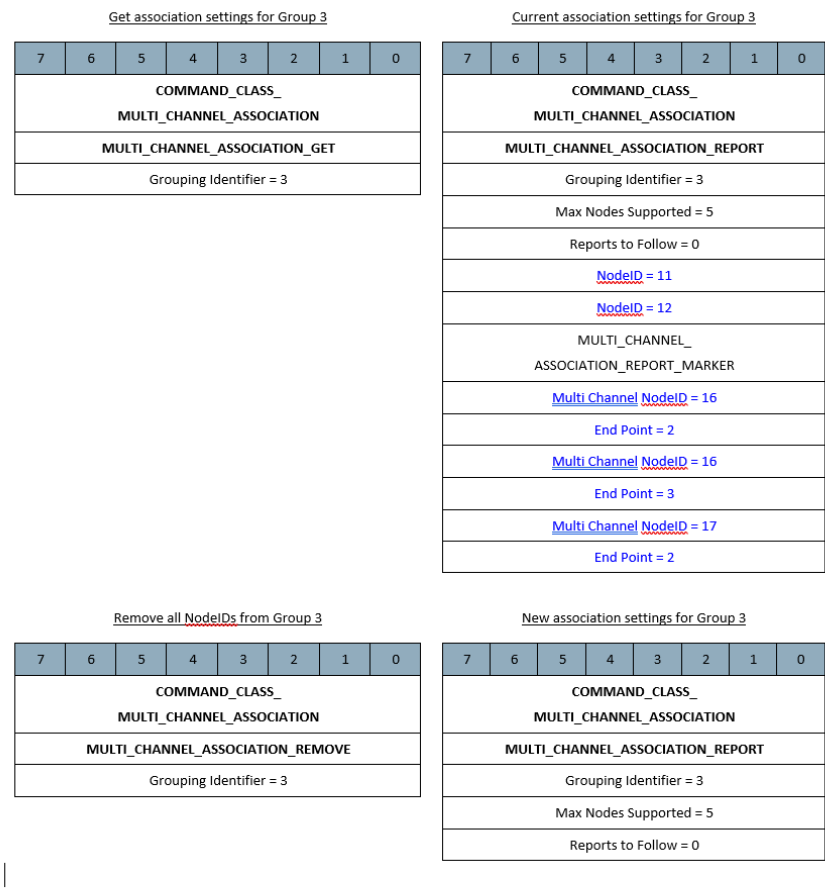 Get association settings for Group 3
7 6 5 4 3 2 1 0
COMMAND_CLASS_
MULTI_CHANNEL_ASSOCIATION
MULTI_CHANNEL_ASSOCIATION_GET
Grouping Identifier = 3
Current association settings for Group 3
7 6 5 4 3 2 1 0
COMMAND_CLASS_
MULTI_CHANNEL_ASSOCIATION
MULTI_CHANNEL_ASSOCIATION_REPORT
Grouping Identifier = 3
Max Nodes Supported = 5
Reports to Follow = 0
NodeID = 11
NodeID = 12
MULTI_CHANNEL_
ASSOCIATION_REPORT_MARKER
Multi Channel NodeID = 16
End Point = 2
Multi Channel NodeID = 16
End Point = 3
Multi Channel NodeID = 17
End Point = 2
Remove all NodeIDs from Group 3
7 6 5 4 3 2 1 0
COMMAND_CLASS_
MULTI_CHANNEL_ASSOCIATION
MULTI_CHANNEL_ASSOCIATION_REMOVE
Grouping Identifier = 3
New association settings for Group 3
7 6 5 4 3 2 1 0
COMMAND_CLASS_
MULTI_CHANNEL_ASSOCIATION
MULTI_CHANNEL_ASSOCIATION_REPORT
Grouping Identifier = 3
Max Nodes Supported = 5
Reports to Follow = 0